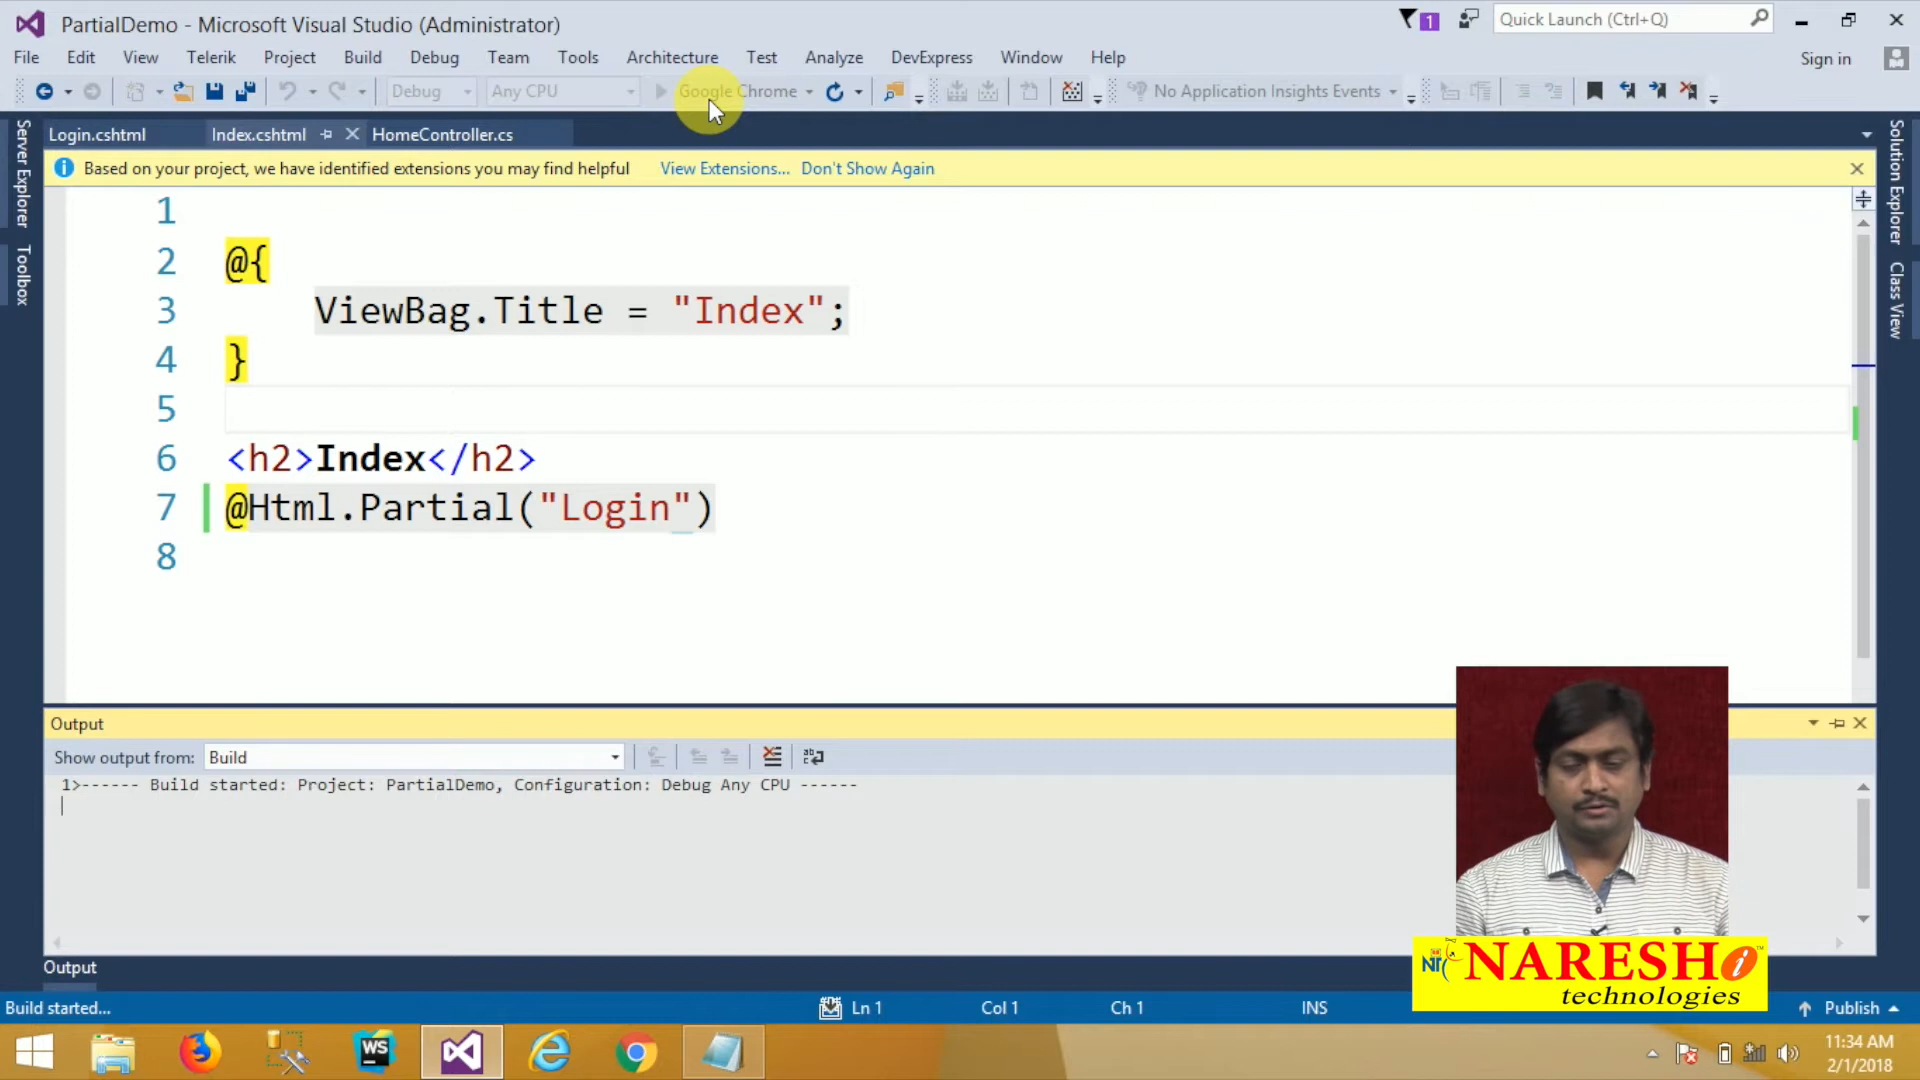 PartialDemo - Microsoft Visual Studio (Administrator)
1
Quick Launch (Ctrl+Q)
File Edit View Telerik Project Build Debug Team Tools Architecture Test Analyze DevExpress Window Help
Sign in
Debug Any CPU Google Chrome No Application Insights Events
Server Explorer
Toolbox
Login.cshtml Index.cshtml HomeController.cs
Solution Explorer
Class View
Based on your project, we have identified extensions you may find helpful View Extensions... Don't Show Again
1
2 @{
3 ViewBag.Title = "Index";
4 }
5
6 <h2>Index</h2>
7 @Html.Partial("Login")
8
Output
Show output from: Build
1>------ Build started: Project: PartialDemo, Configuration: Debug Any CPU ------
NARESH i
technologies
Output
Build started... Ln 1 Col 1 Ch 1 INS Publish
WS
11:34 AM
2/1/2018